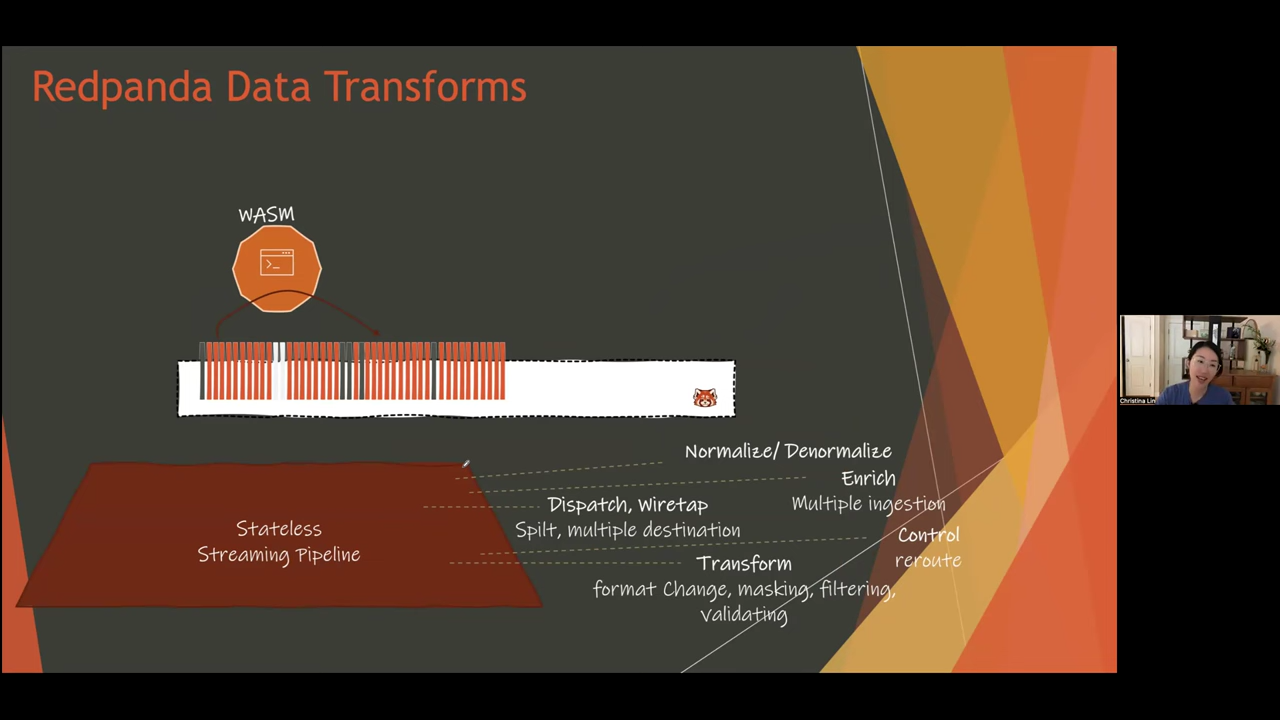 Redpanda Data Transforms
WASM
>_
Normalize/ Denormalize
Enrich
Multiple ingestion
Dispatch, Wiretap
Spilt, multiple destination
Control
reroute
Transform
format Change, masking, filtering,
validating
Stateless
Streaming Pipeline
Christina Lin